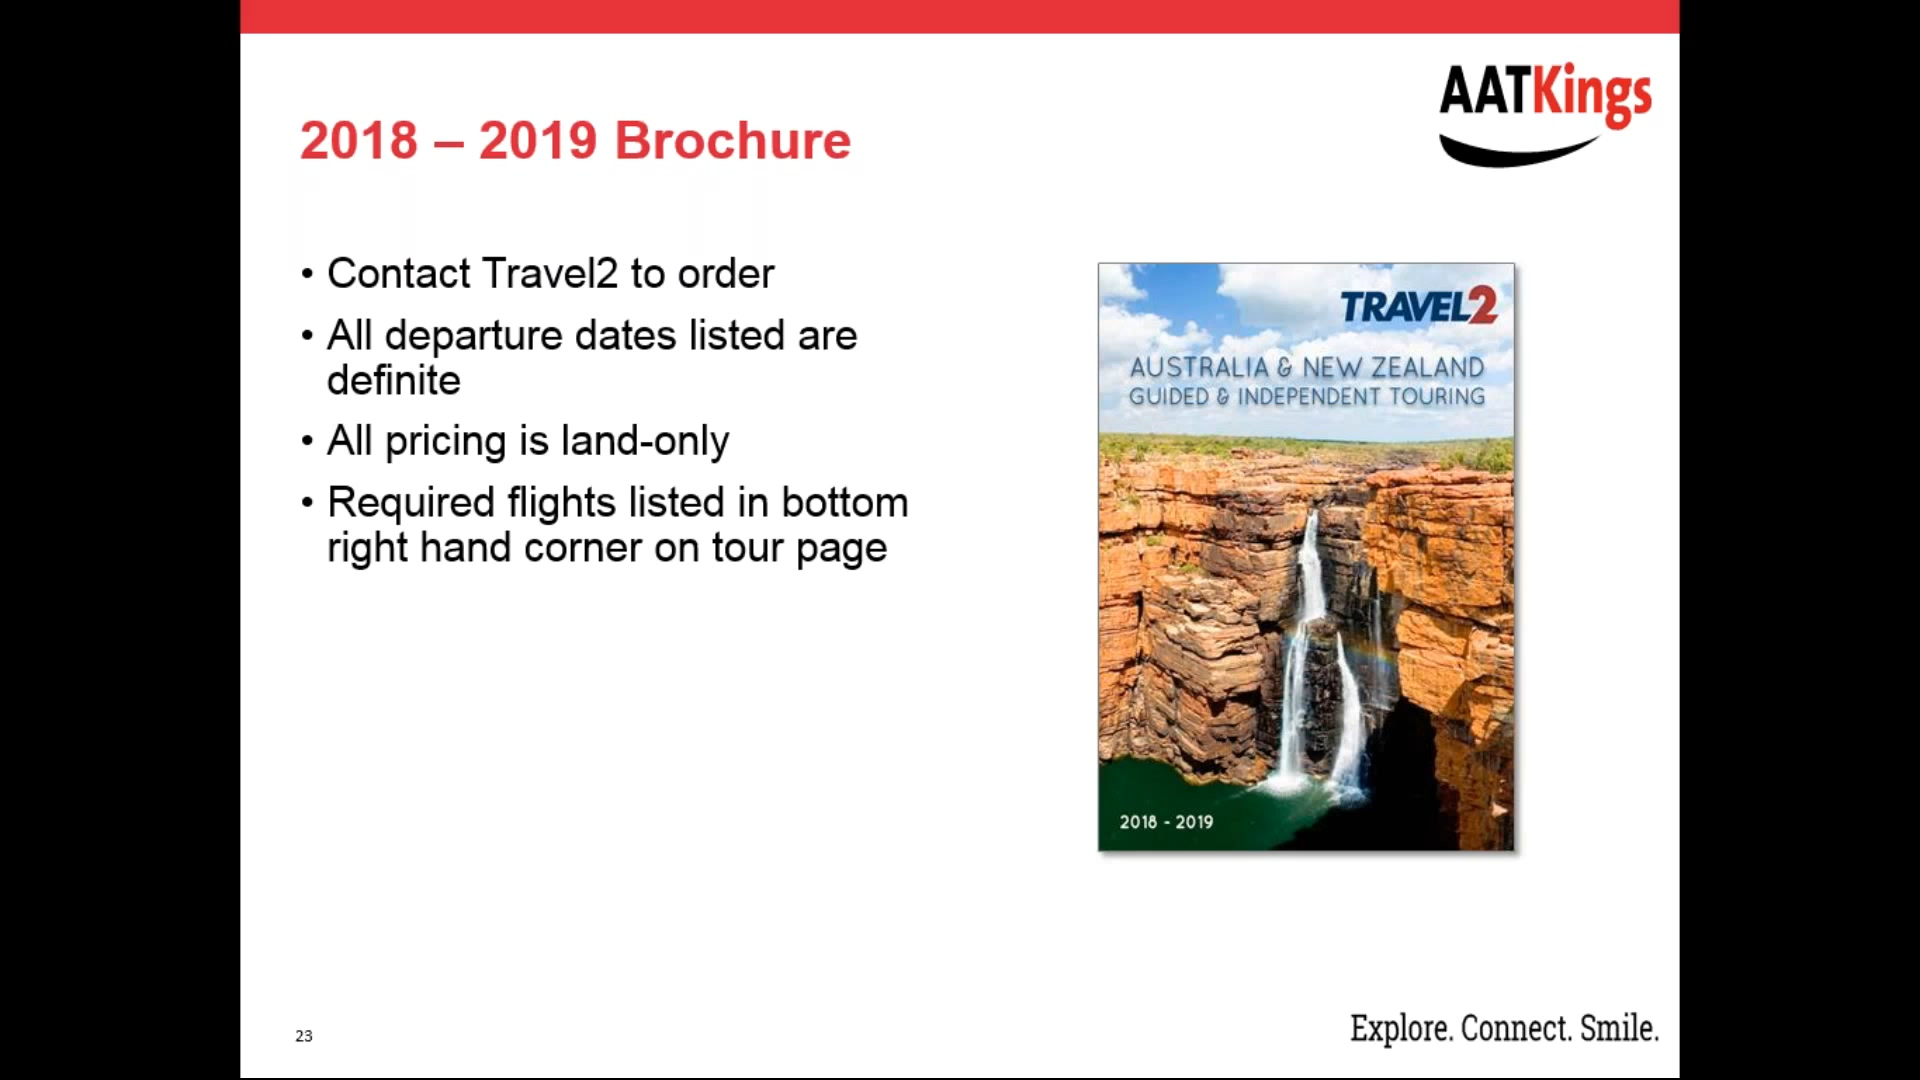 AATKings
2018 – 2019 Brochure
• Contact Travel2 to order
• All departure dates listed are
definite
• All pricing is land-only
• Required flights listed in bottom
right hand corner on tour page
TRAVEL2
AUSTRALIA & NEW ZEALAND
GUIDED & INDEPENDENT TOURING
2018 - 2019
23
Explore. Connect. Smile.